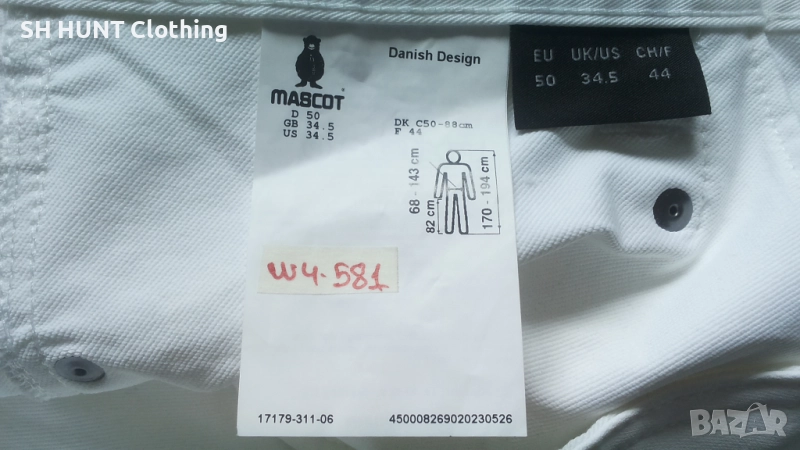 SH HUNT Clothing
Danish Design
MASCOT
D 50
GB 34.5
US 34.5
DK C50-88cm
F 44
68 - 143 cm
82 cm
170 - 194 cm
W4-581
17179-311-06
450008269020230526
EU UK/US CH/F
50 34.5 44
BAZAR